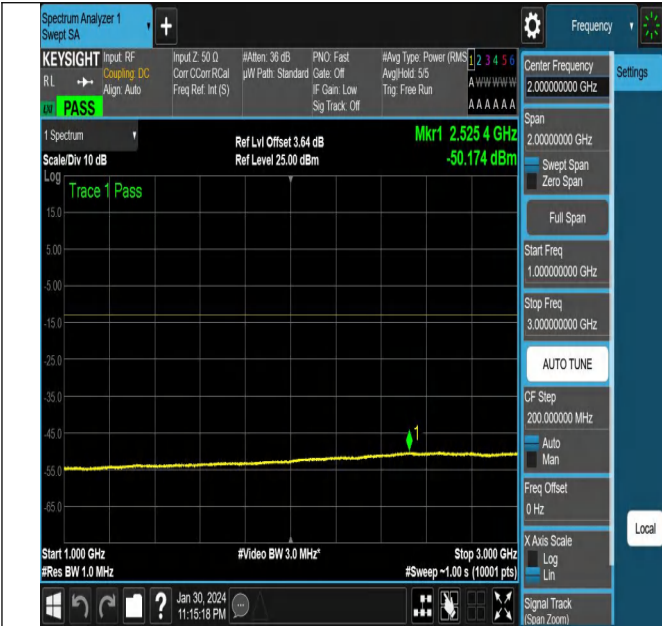 Spectrum Analyzer 1
Swept SA
+
Frequency
KEYSIGHT
RL
PASS
Input: RF
Coupling: DC
Align: Auto
Input Z: 50 Ω
Corr CCorr RCal
Freq Ref: Int (S)
#Atten: 36 dB
µW Path: Standard
PNO: Fast
Gate: Off
IF Gain: Low
Sig Track: Off
#Avg Type: Power (RMS
Avg|Hold: 5/5
Trig: Free Run
1 2 3 4 5 6
A W W W W W
A A A A A A
1 Spectrum
Scale/Div 10 dB
Log
Ref Lvl Offset 3.64 dB
Ref Level 25.00 dBm
Mkr1 2.525 4 GHz
-50.174 dBm
Trace 1 Pass
15.0
5.00
-5.00
-15.0
-25.0
-35.0
-45.0
-55.0
-65.0
1
Start 1.000 GHz
#Res BW 1.0 MHz
#Video BW 3.0 MHz*
Stop 3.000 GHz
#Sweep ~1.00 s (10001 pts)
?
Jan 30, 2024
11:15:18 PM
Center Frequency
2.000000000 GHz
Span
2.00000000 GHz
Swept Span
Zero Span
Full Span
Start Freq
1.000000000 GHz
Stop Freq
3.000000000 GHz
AUTO TUNE
CF Step
200.000000 MHz
Auto
Man
Freq Offset
0 Hz
X Axis Scale
Log
Lin
Signal Track
(Span Zoom)
Settings
Local